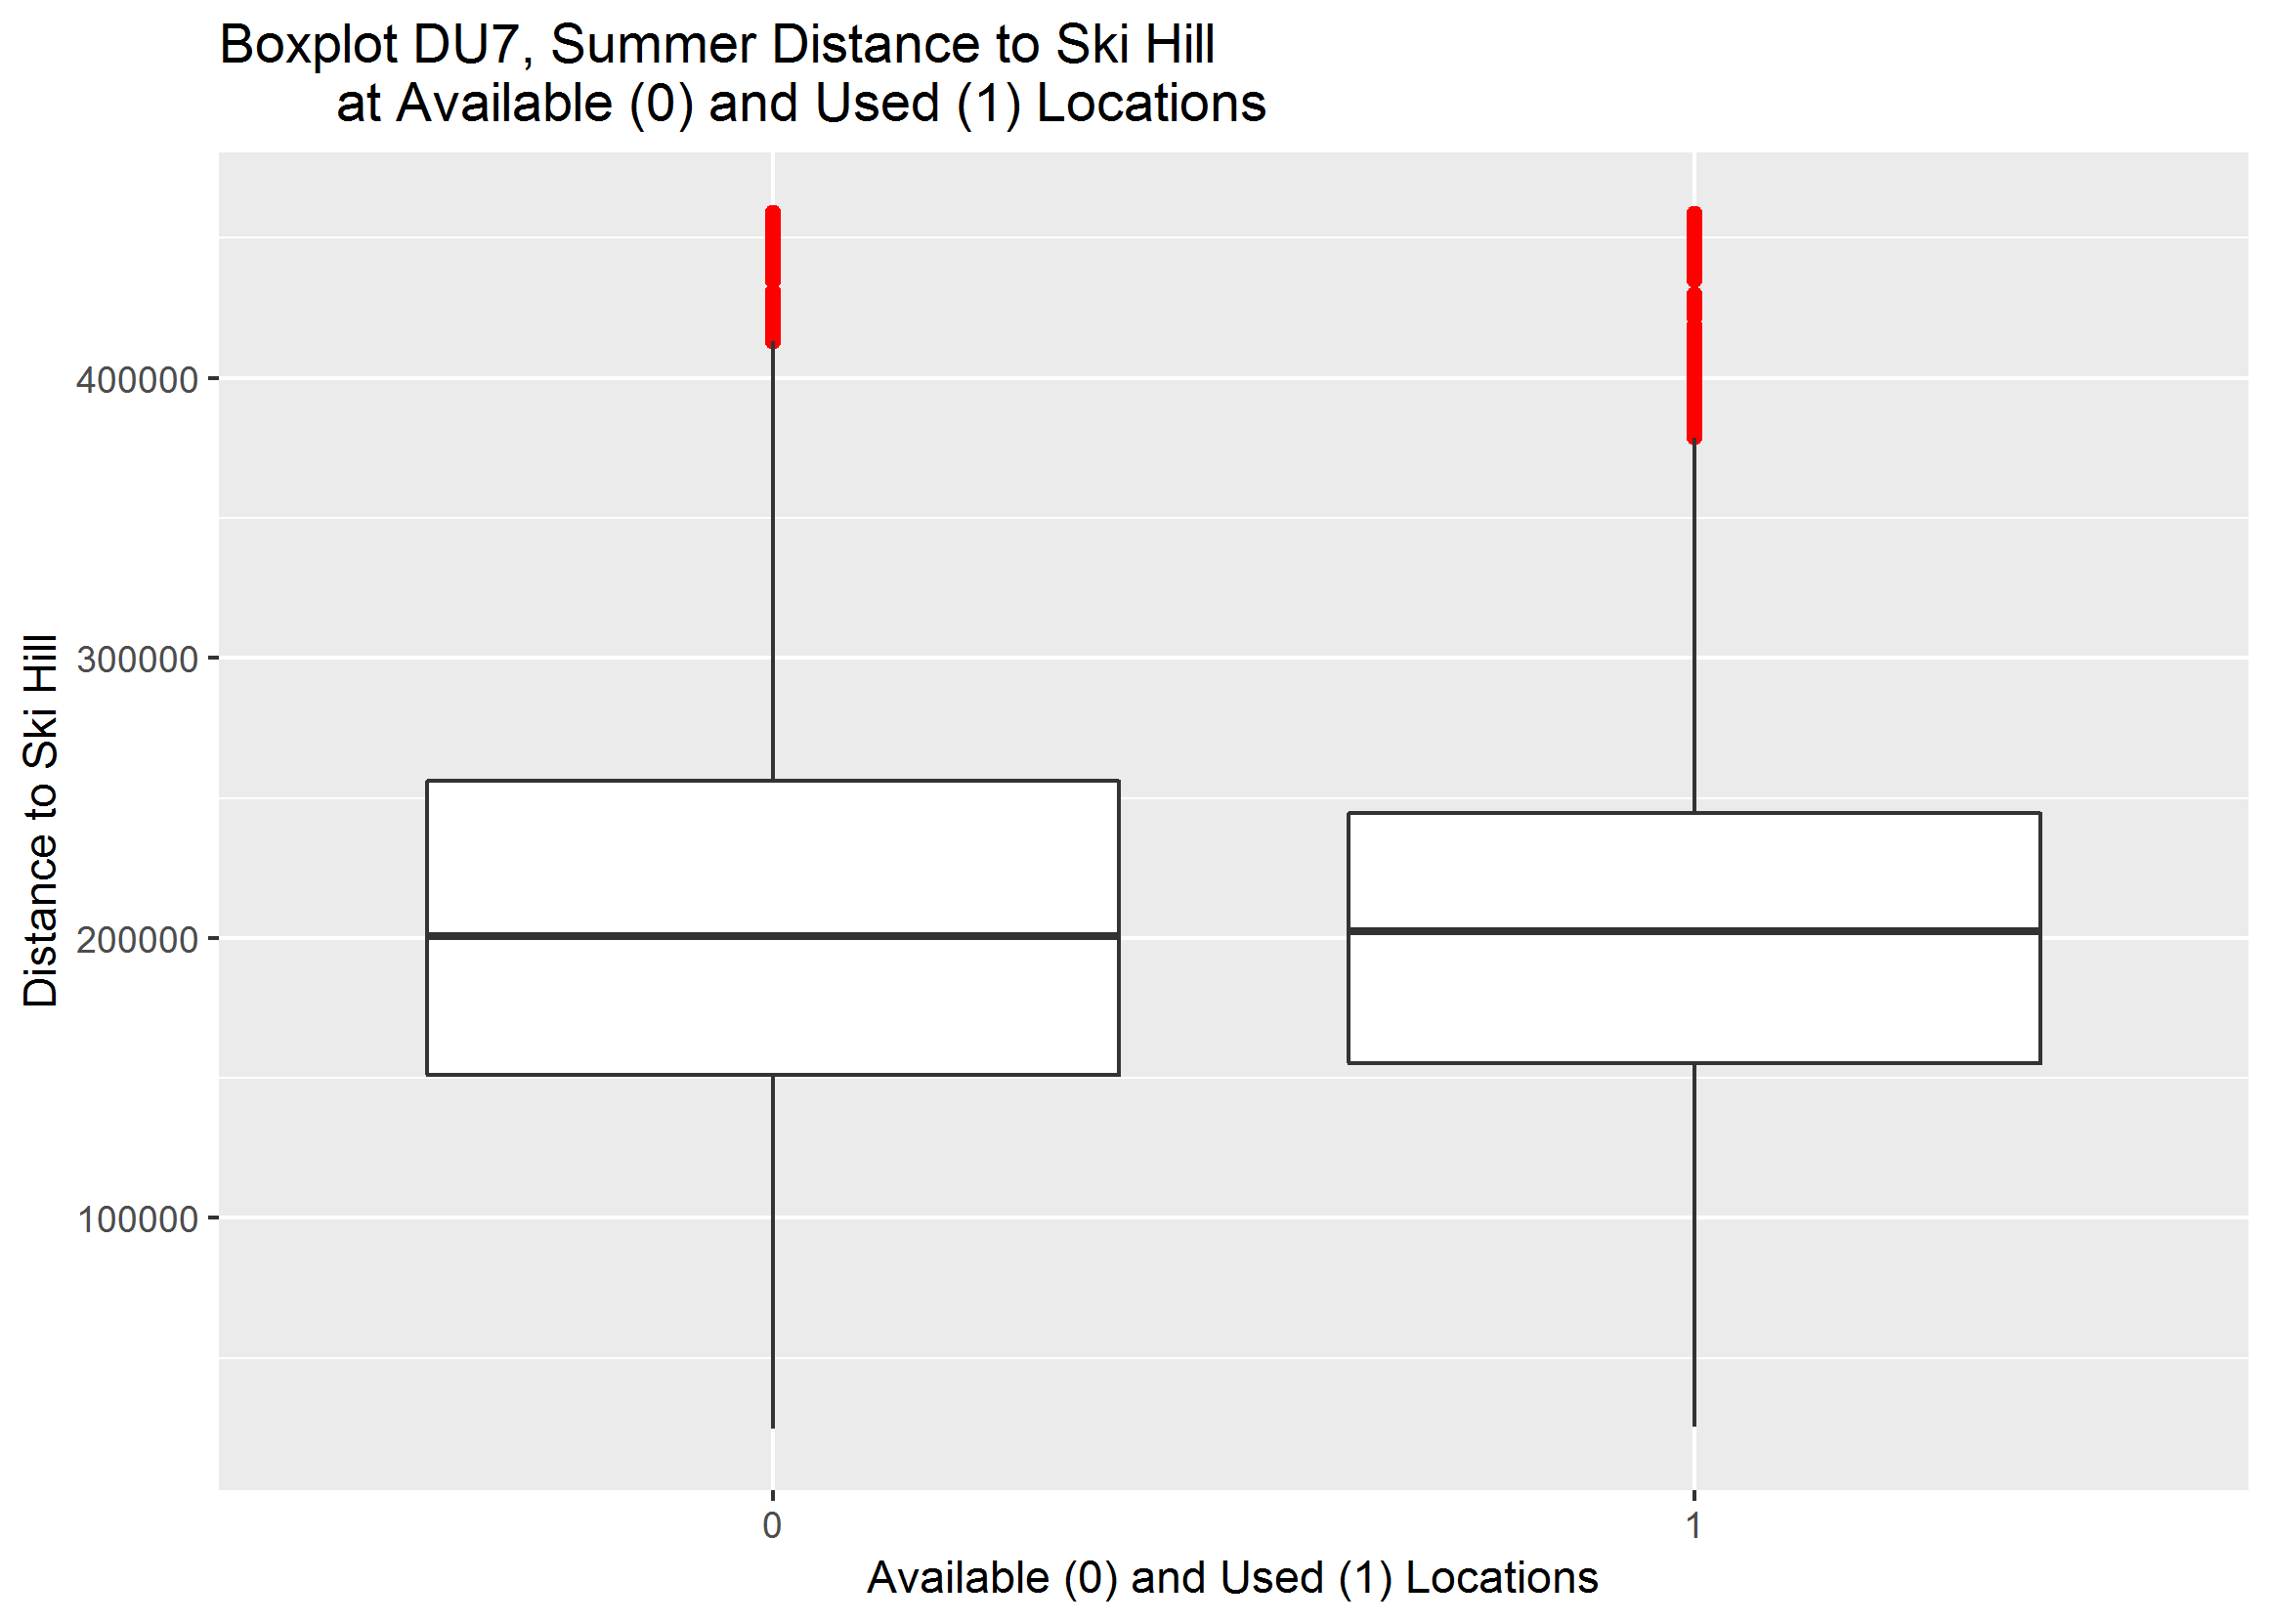 Boxplot DU7, Summer Distance to Ski Hill
at Available (0) and Used (1) Locations
Distance to Ski Hill
400000
300000
200000
100000
0
1
Available (0) and Used (1) Locations